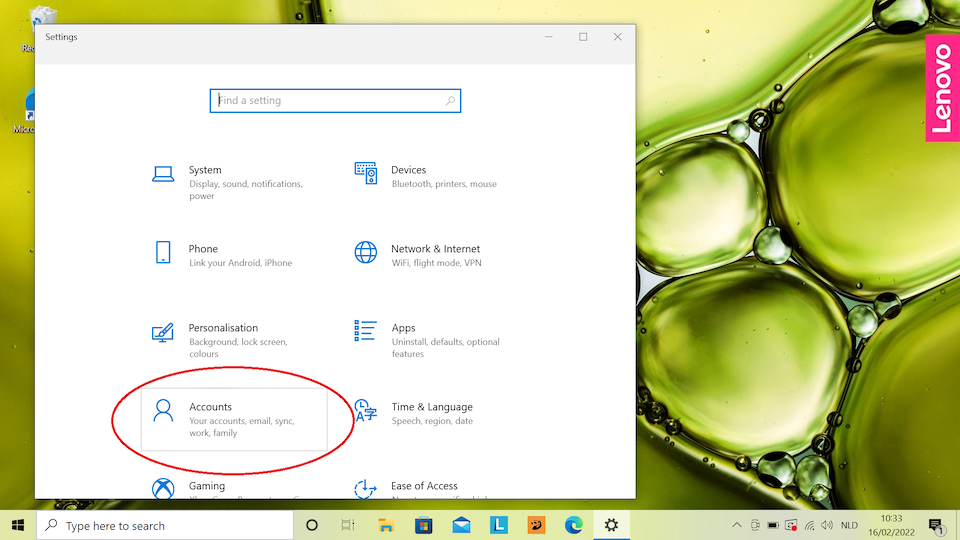 Rec
Micros
Settings
Find a setting
System
Display, sound, notifications,
power
Devices
Bluetooth, printers, mouse
Phone
Link your Android, iPhone
Network & Internet
WiFi, flight mode, VPN
Personalisation
Background, lock screen,
colours
Apps
Uninstall, defaults, optional
features
Accounts
Your accounts, email, sync,
work, family
Time & Language
Speech, region, date
Gaming
Ease of Access
Lenovo
Type here to search
L
NLD
10:33
16/02/2022
1